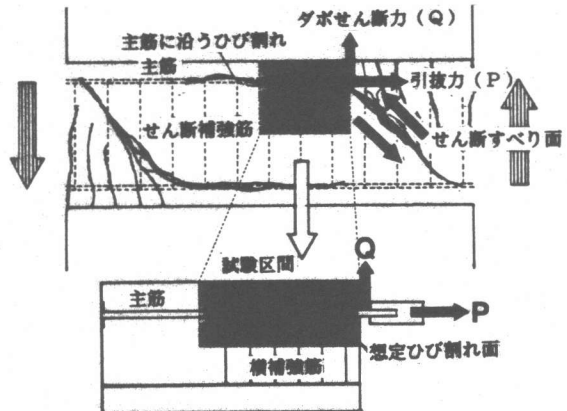 ダボせん断力(Q)
主筋に沿うひび割れ
主筋
引抜力(P)
せん断補強筋
せん断すべり面
試験区間
Q
主筋
P
想定ひび割れ面
横補強筋